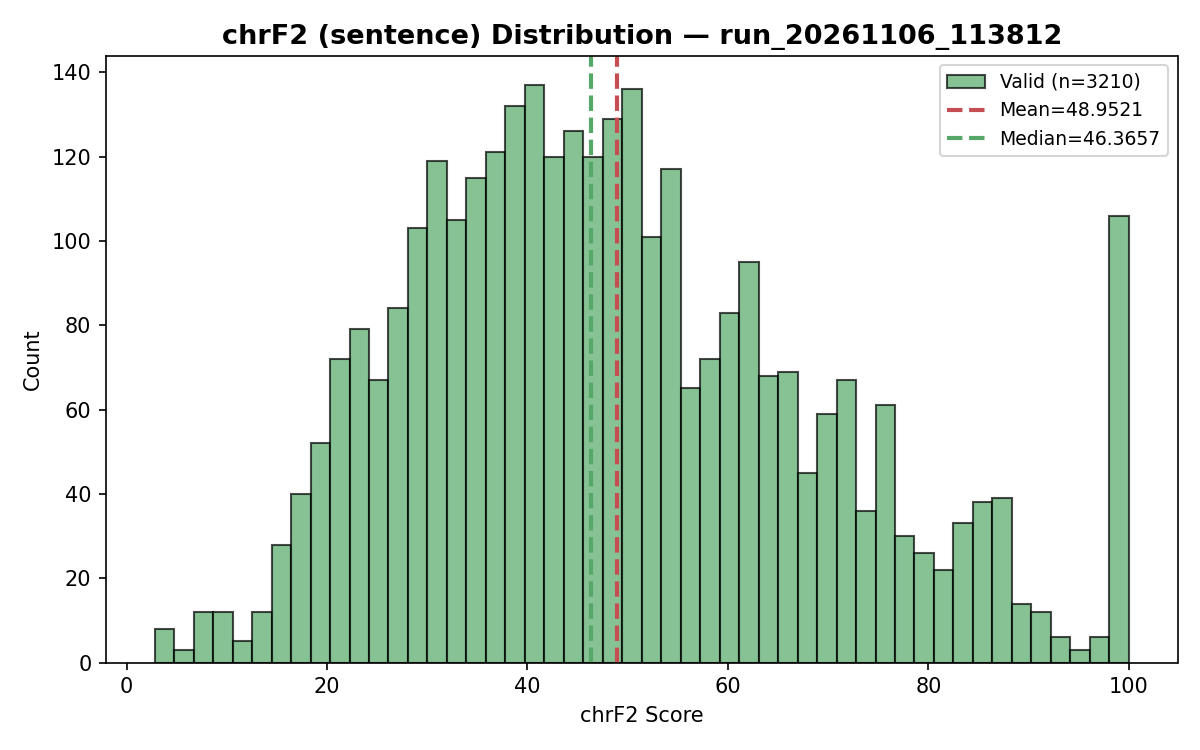 chrF2 (sentence) Distribution — run_20261106_113812
Valid (n=3210)
Mean=48.9521
Median=46.3657
Count
140
120
100
80
60
40
20
0
0 20 40 60 80 100
chrF2 Score